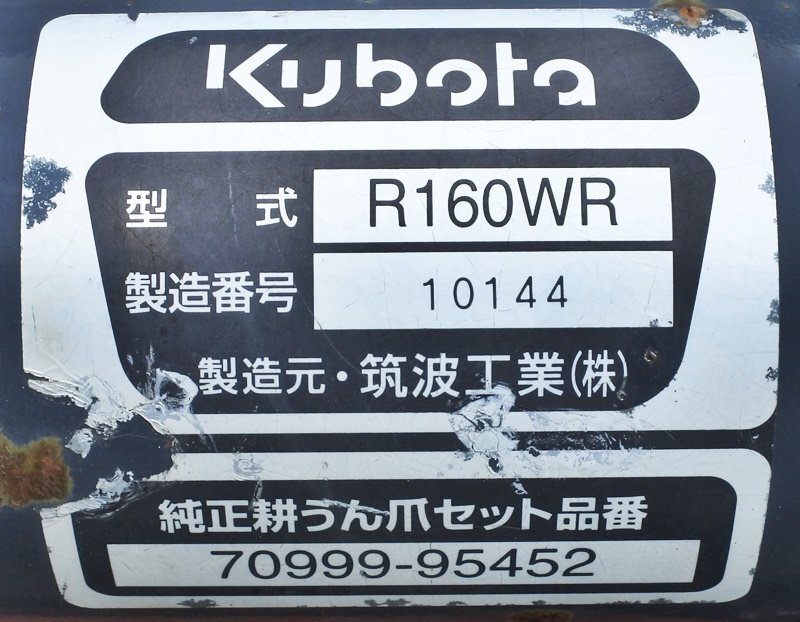 Kubota
型式 R160WR
製造番号 10144
製造元・筑波工業(株)
純正耕うん爪セット品番
70999-95452